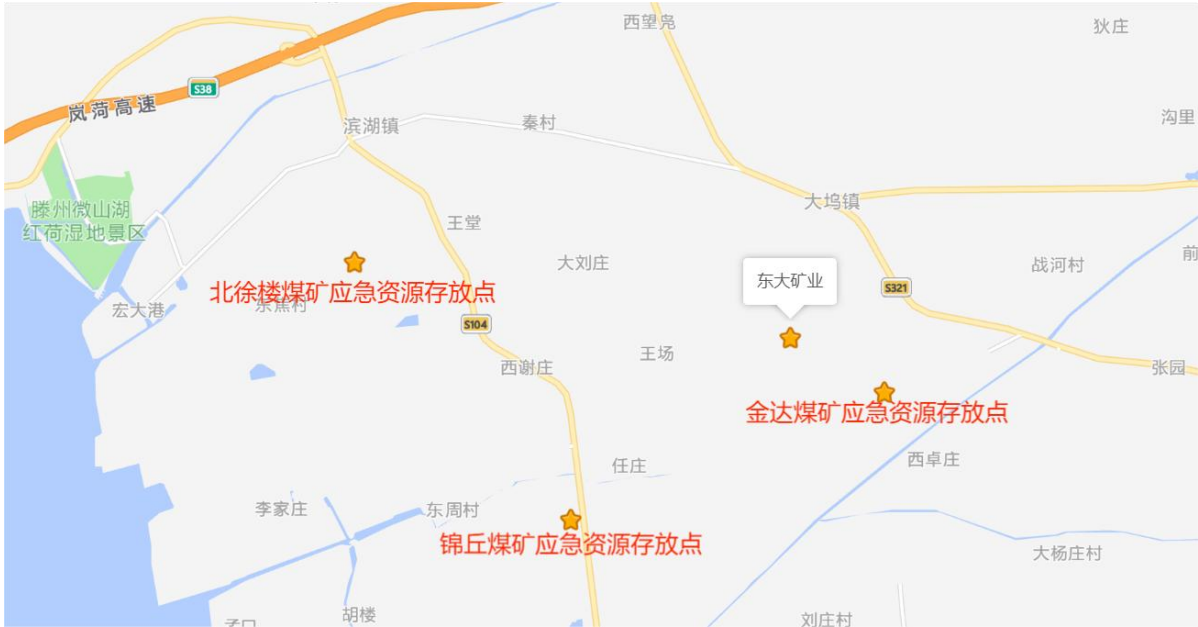 西望凫
狄庄
S38
岚菏高速
沟里
滨湖镇
秦村
大坞镇
滕州微山湖
红荷湿地景区
王堂
前
大刘庄
战河村
东大矿业
S321
北徐楼煤矿应急资源存放点
宏大港
东焦村
S104
王场
西谢庄
张园
金达煤矿应急资源存放点
任庄
西卓庄
李家庄
东周村
锦丘煤矿应急资源存放点
大杨庄村
胡楼
刘庄村